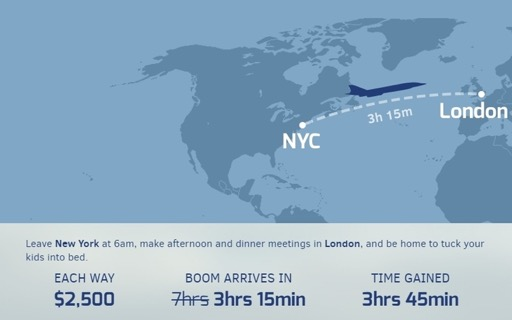 3h 15m
London
NYC
Leave New York at 6am, make afternoon and dinner meetings in London, and be home to tuck your
kids into bed.
EACH WAY
$2,500
BOOM ARRIVES IN
7hrs 3hrs 15min
TIME GAINED
3hrs 45min